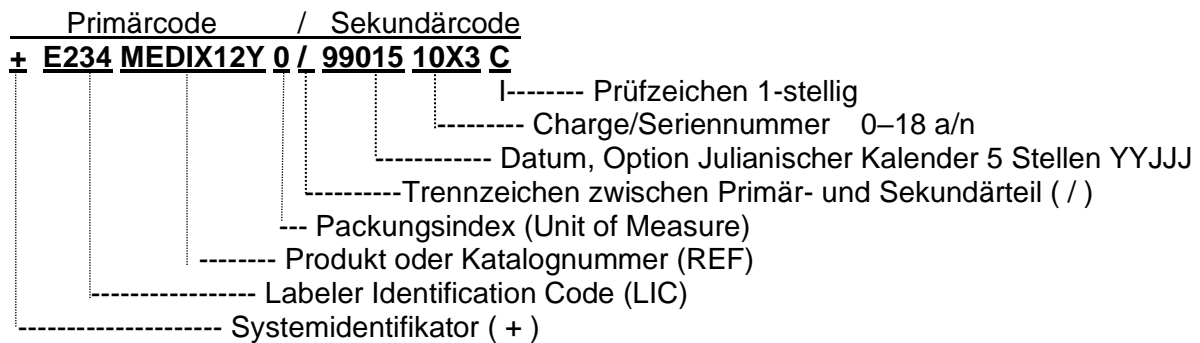 Primärcode / Sekundärcode
+ E234 MEDIX12Y 0 / 99015 10X3 C
I-------- Prüfzeichen 1-stellig
--------- Charge/Seriennummer 0–18 a/n
------------ Datum, Option Julianischer Kalender 5 Stellen YYJJJ
----------Trennzeichen zwischen Primär- und Sekundärteil ( / )
--- Packungsindex (Unit of Measure)
-------- Produkt oder Katalognummer (REF)
----------------- Labeler Identification Code (LIC)
--------------------- Systemidentifikator ( + )